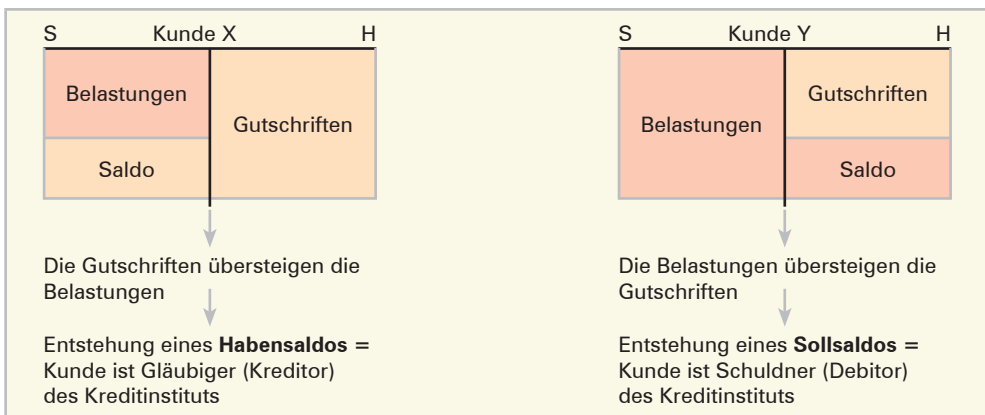 S Kunde X H
Belastungen
Gutschriften
Saldo
Die Gutschriften übersteigen die
Belastungen
Entstehung eines Habensaldos =
Kunde ist Gläubiger (Kreditor)
des Kreditinstituts
S Kunde Y H
Gutschriften
Belastungen
Saldo
Die Belastungen übersteigen die
Gutschriften
Entstehung eines Sollsaldos =
Kunde ist Schuldner (Debitor)
des Kreditinstituts